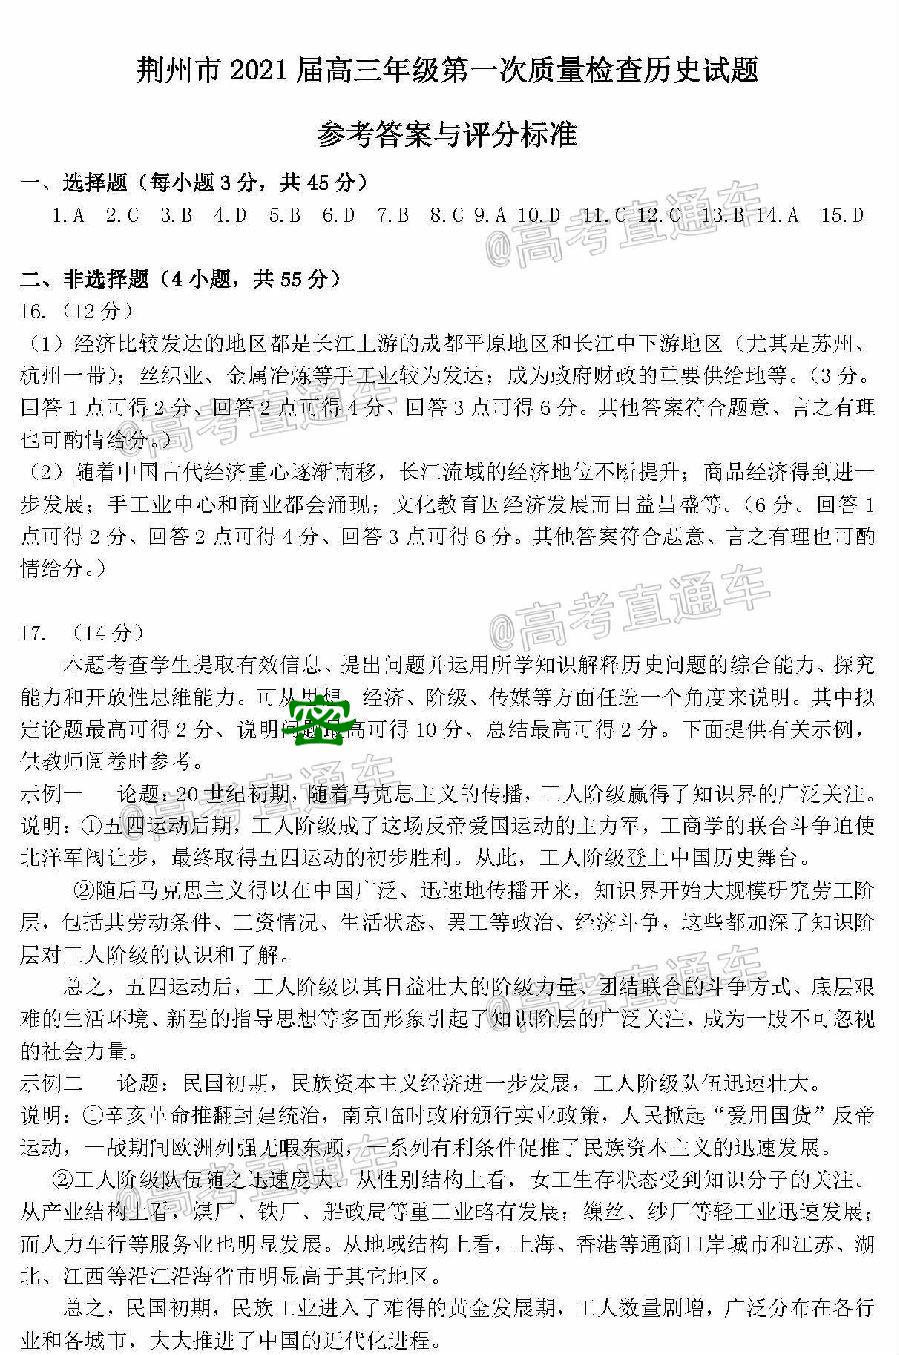 荆州市 2021 届高三年级第一次质量检查历史试题
参考答案与评分标准
一、选择题（每小题 3 分，共 45 分）
1.A 2.C 3.B 4.D 5.B 6.D 7.B 8.C 9.A 10.D 11.C 12.C 13.B 14.A 15.D
二、非选择题（4 小题，共 55 分）
16.（12 分）
（1）经济比较发达的地区都是长江上游的成都平原地区和长江中下游地区（尤其是苏州、
杭州一带）；丝织业、金属冶炼等手工业较为发达；成为政府财政的重要供给地等。（3 分。
回答 1 点可得 2 分、回答 2 点可得 4 分、回答 3 点可得 6 分。其他答案符合题意、言之有理
也可酌情给分。）
（2）随着中国古代经济重心逐渐南移，长江流域的经济地位不断提升；商品经济得到进一
步发展；手工业中心和商业都会涌现；文化教育因经济发展而日益昌盛等。（6 分。回答 1
点可得 2 分、回答 2 点可得 4 分、回答 3 点可得 6 分。其他答案符合题意、言之有理也可酌
情给分。）
17. （14 分）
本题考查学生提取有效信息、提出问题并运用所学知识解释历史问题的综合能力、探究
能力和开放性思维能力。可从思想、经济、阶级、传媒等方面任选一个角度来说明。其中拟
定论题最高可得 2 分、说明问题最高可得 10 分、总结最高可得 2 分。下面提供有关示例，
供教师阅卷时参考。
示例一 论题：20 世纪初期，随着马克思主义的传播，工人阶级赢得了知识界的广泛关注。
说明：①五四运动后期，工人阶级成了这场反帝爱国运动的主力军，工商学的联合斗争迫使
北洋军阀让步，最终取得五四运动的初步胜利。从此，工人阶级登上中国历史舞台。
②随后马克思主义得以在中国广泛、迅速地传播开来，知识界开始大规模研究劳工阶
层，包括其劳动条件、工资情况、生活状态、罢工等政治、经济斗争，这些都加深了知识阶
层对工人阶级的认识和了解。
总之，五四运动后，工人阶级以其日益壮大的阶级力量、团结联合的斗争方式、底层艰
难的生活环境、新型的指导思想等多面形象引起了知识阶层的广泛关注，成为一股不可忽视
的社会力量。
示例二 论题：民国初期，民族资本主义经济进一步发展，工人阶级队伍迅速壮大。
说明：①辛亥革命推翻封建统治，南京临时政府颁行实业政策，人民掀起“爱用国货”反帝
运动，一战期间欧洲列强无暇东顾，一系列有利条件促推了民族资本主义的迅速发展。
②工人阶级队伍随之迅速庞大。从性别结构上看，女工生存状态受到知识分子的关注。
从产业结构上看，煤厂、铁厂、船政局等重工业略有发展；缫丝、纱厂等轻工业迅速发展；
而人力车行等服务业也明显发展。从地域结构上看，上海、香港等通商口岸城市和江苏、湖
北、江西等沿江沿海省市明显高于其它地区。
总之，民国初期，民族工业进入了难得的黄金发展期，工人数量剧增，广泛分布在各行
业和各城市，大大推进了中国的近代化进程。
@高考直通车
@高考直通车
@高考直通车
@高考直通车
@高考直通车
@高考直通车
密